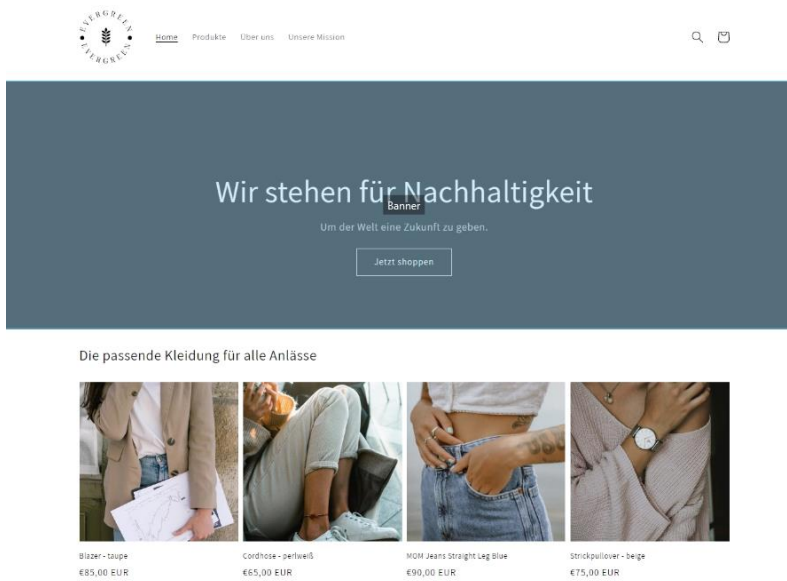 EVERGREEN
EVERGREEN
Home Produkte Über uns Unsere Mission
Wir stehen für Nachhaltigkeit
Banner
Um der Welt eine Zukunft zu geben.
Jetzt shoppen
Die passende Kleidung für alle Anlässe
Blazer - taupe Cordhose - perlweiß MOM Jeans Straight Leg Blue Strickpullover - beige
€85,00 EUR €65,00 EUR €90,00 EUR €75,00 EUR